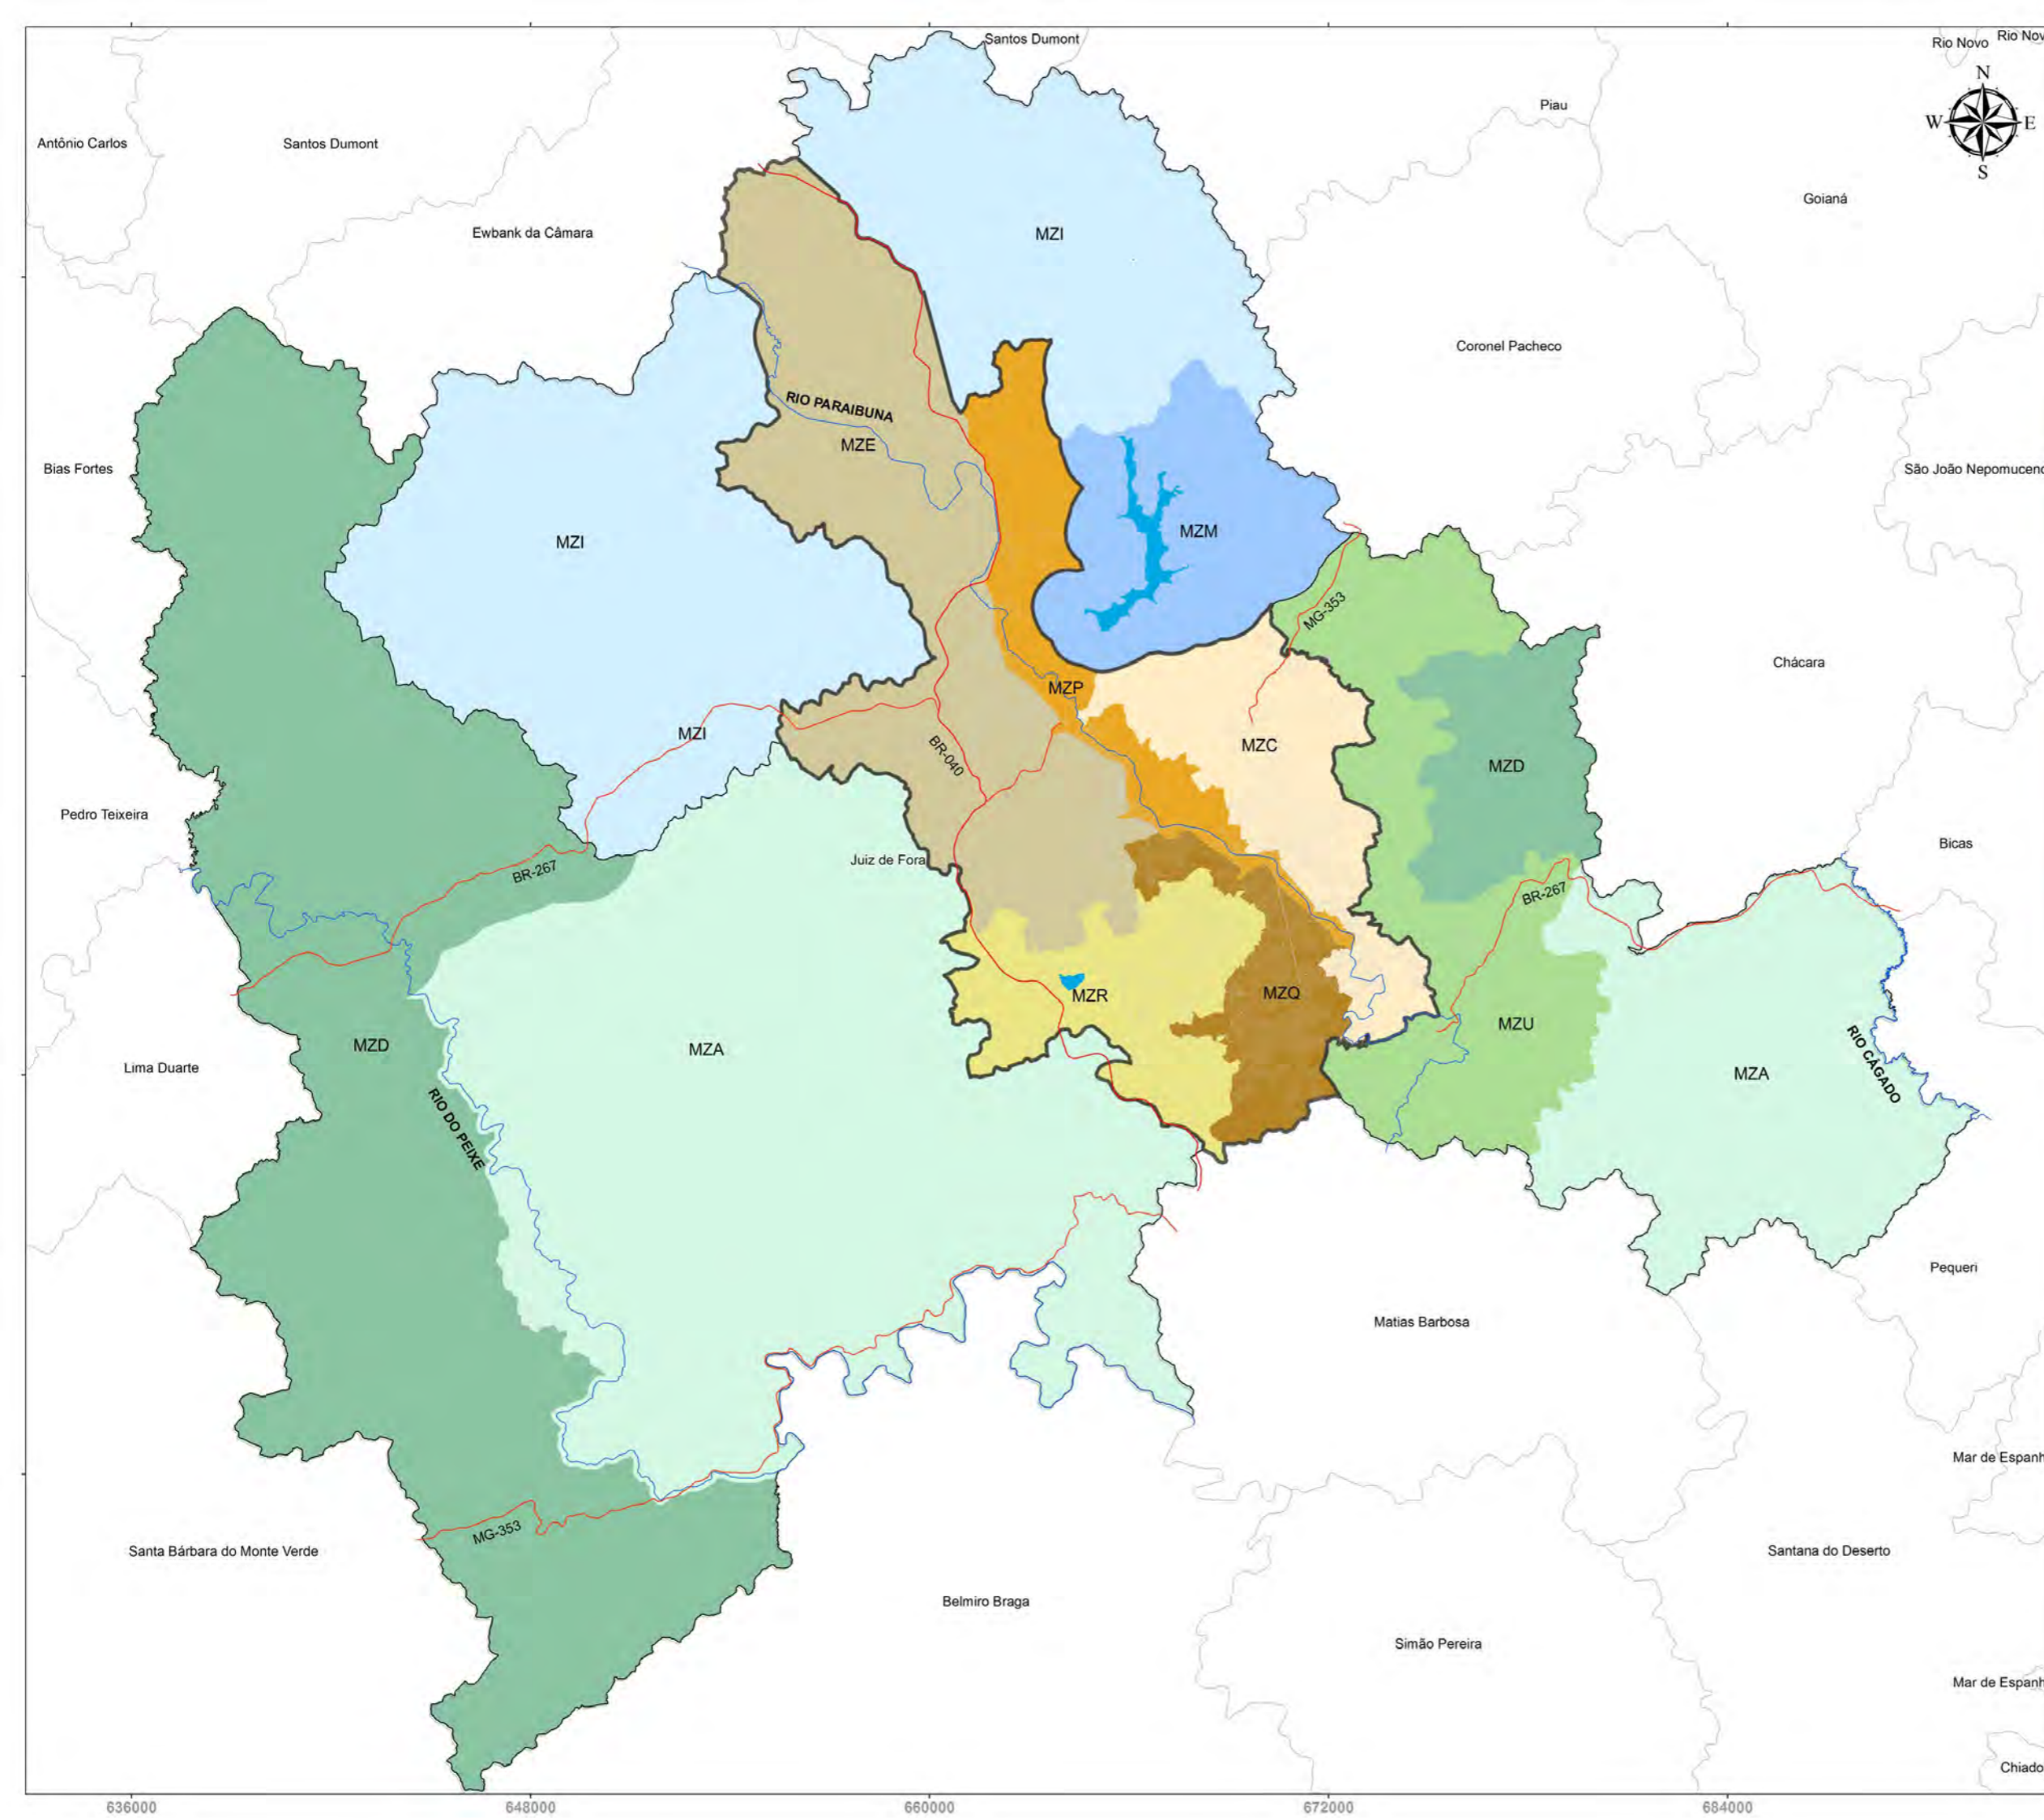 Santos Dumont
Rio Novo
Rio Nov
N
W
E
S
Piau
Antônio Carlos
Santos Dumont
Goianá
Ewbank da Câmara
MZI
Coronel Pacheco
RIO PARAIBUNA
MZE
Bias Fortes
São João Nepomuceno
MZM
MZI
MG-353
Chácara
MZP
MZI
MZC
BR-040
MZD
Pedro Teixeira
Bicas
Juiz de Fora
BR-267
BR-267
MZR
MZQ
MZU
MZD
MZA
Lima Duarte
MZA
RIO CÁGADO
RIO DO PEIXE
Pequeri
Matias Barbosa
Mar de Espanh
MG-353
Santa Bárbara do Monte Verde
Santana do Deserto
Belmiro Braga
Simão Pereira
Mar de Espanh
Chiado
636000
648000
660000
672000
684000